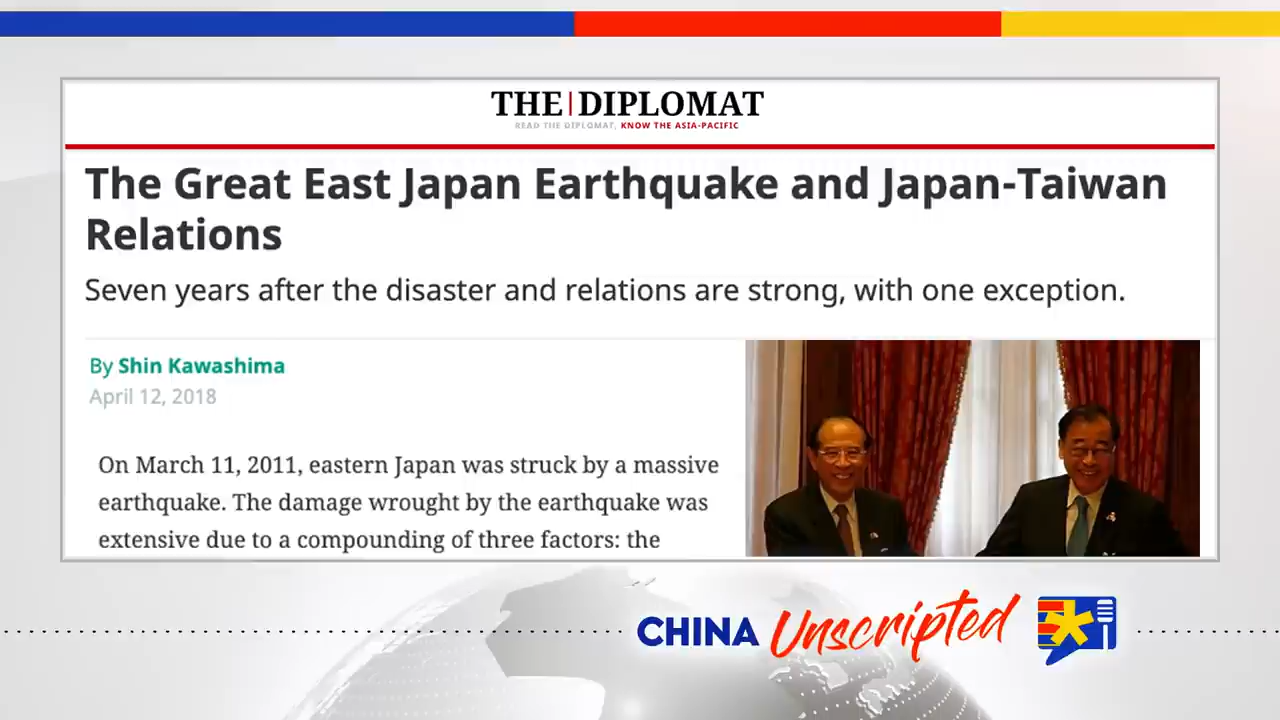 THE|DIPLOMAT
READ THE DIPLOMAT, KNOW THE ASIA-PACIFIC
The Great East Japan Earthquake and Japan-Taiwan
Relations
Seven years after the disaster and relations are strong, with one exception.
By Shin Kawashima
April 12, 2018
On March 11, 2011, eastern Japan was struck by a massive
earthquake. The damage wrought by the earthquake was
extensive due to a compounding of three factors: the
CHINA Unscripted